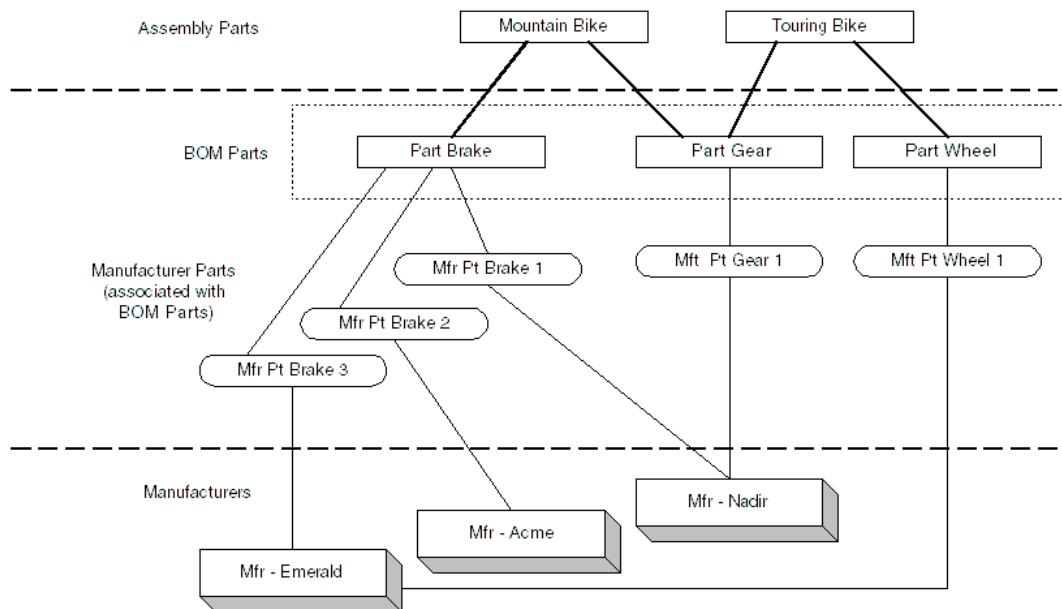 Assembly Parts
Mountain Bike
Touring Bike
BOM Parts
Part Brake
Part Gear
Part Wheel
Manufacturer Parts
(associated with
BOM Parts)
Mfr Pt Brake 1
Mft Pt Gear 1
Mft Pt Wheel 1
Mfr Pt Brake 2
Mfr Pt Brake 3
Manufacturers
Mfr - Nadir
Mfr - Acme
Mfr - Emerald